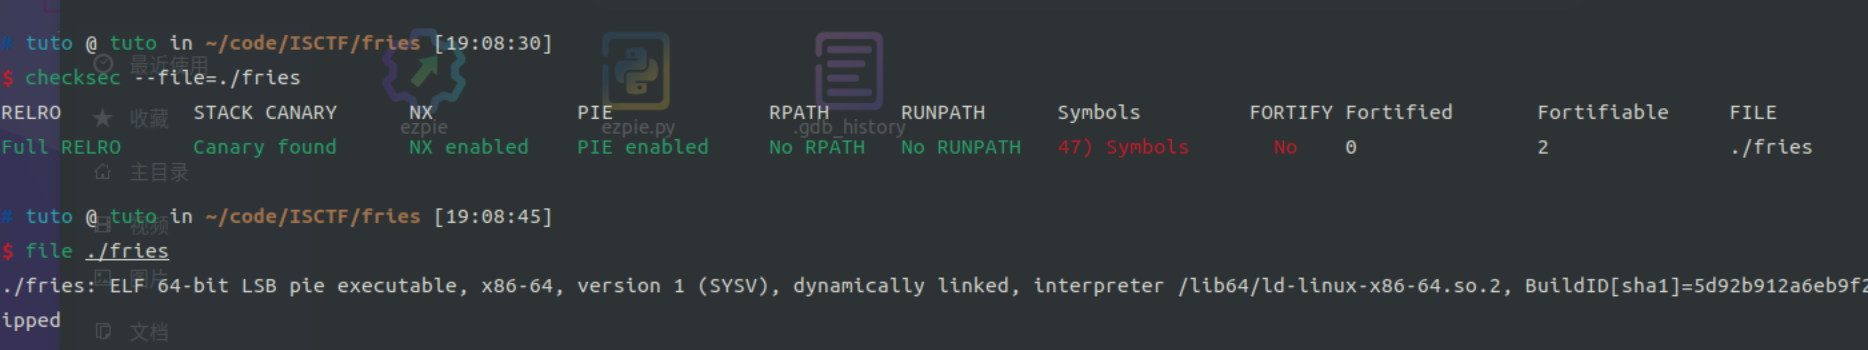 # tuto @ tuto in ~/code/ISCTF/fries [19:08:30]
最近使用
$ checksec --file=./fries
RELRO STACK CANARY NX PIE RPATH RUNPATH Symbols FORTIFY Fortified Fortifiable FILE
收藏 ezpie ezpie.py .gdb_history
Full RELRO Canary found NX enabled PIE enabled No RPATH No RUNPATH 47) Symbols No 0 2 ./fries
主目录
# tuto @ tuto in ~/code/ISCTF/fries [19:08:45]
视频
$ file ./fries
图片
./fries: ELF 64-bit LSB pie executable, x86-64, version 1 (SYSV), dynamically linked, interpreter /lib64/ld-linux-x86-64.so.2, BuildID[sha1]=5d92b912a6eb9f2
ipped
文档